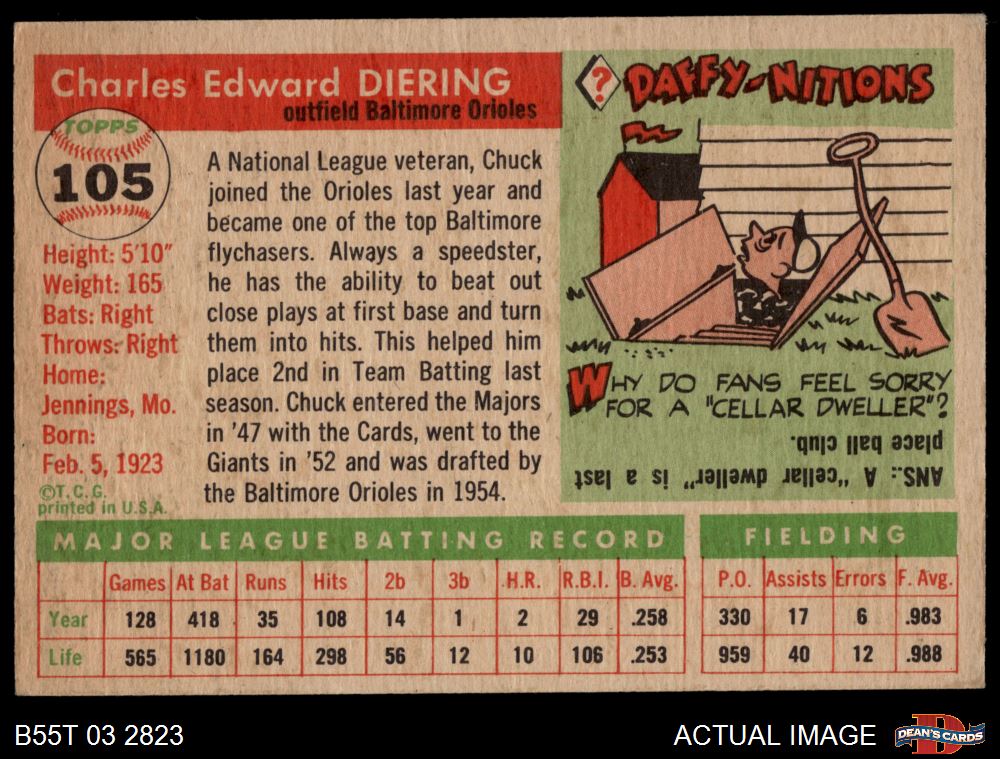 Charles Edward DIERING
outfield Baltimore Orioles
TOPPS
105
Height: 5'10"
Weight: 165
Bats: Right
Throws: Right
Home:
Jennings, Mo.
Born:
Feb. 5, 1923
©T.C.G.
printed in U.S.A.
A National League veteran, Chuck
joined the Orioles last year and
became one of the top Baltimore
flychasers. Always a speedster,
he has the ability to beat out
close plays at first base and turn
them into hits. This helped him
place 2nd in Team Batting last
season. Chuck entered the Majors
in '47 with the Cards, went to the
Giants in '52 and was drafted by
the Baltimore Orioles in 1954.
? DAFFY-NITIONS
WHY DO FANS FEEL SORRY
FOR A "CELLAR DWELLER"?
ANS.: A "cellar dweller" is a last
place ball club.
MAJOR LEAGUE BATTING RECORD
Games At Bat Runs Hits 2b 3b H.R. R.B.I. B. Avg.
Year 128 418 35 108 14 1 2 29 .258
Life 565 1180 164 298 56 12 10 106 .253
FIELDING
P.O. Assists Errors F. Avg.
330 17 6 .983
959 40 12 .988
B55T 03 2823
ACTUAL IMAGE
D
DEAN'S CARDS